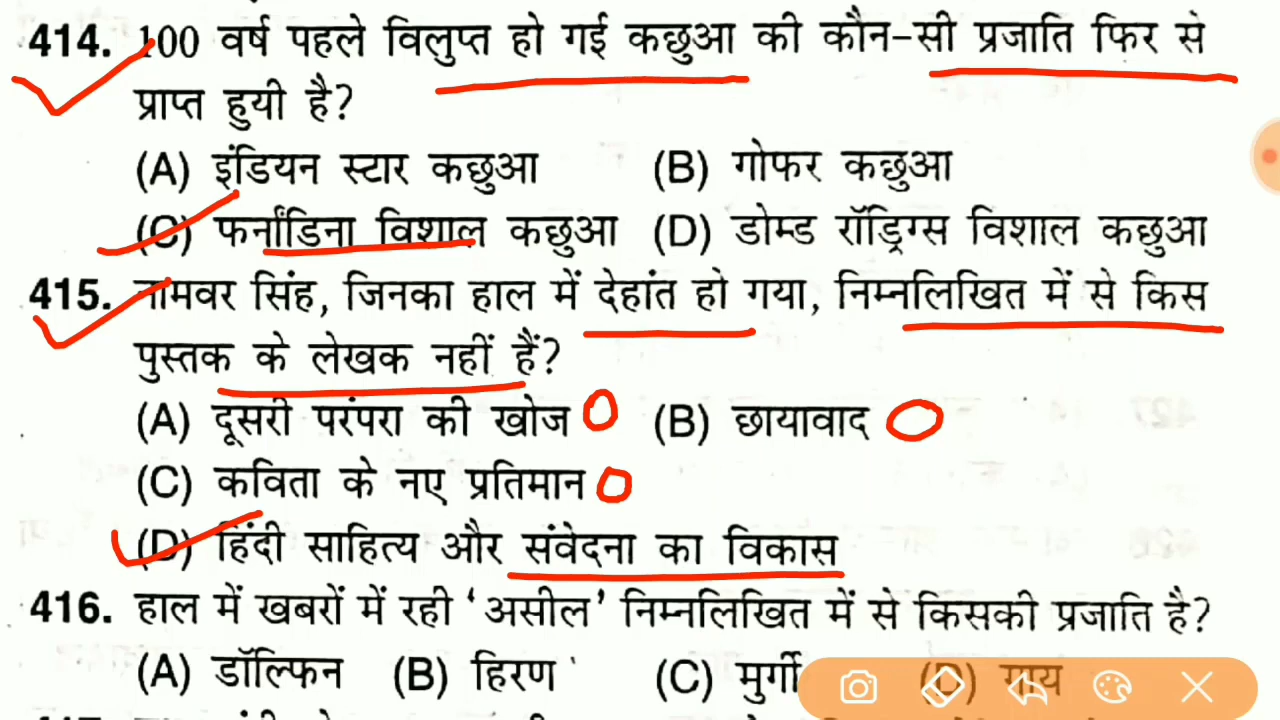 414. 100 वर्ष पहले विलुप्त हो गई कछुआ की कौन-सी प्रजाति फिर से
प्राप्त हुयी है?
(A) इंडियन स्टार कछुआ (B) गोफर कछुआ
(C) फर्नांडिना विशाल कछुआ (D) डोम्ड रॉड्रिग्स विशाल कछुआ
415. नामवर सिंह, जिनका हाल में देहांत हो गया, निम्नलिखित में से किस
पुस्तक के लेखक नहीं हैं?
(A) दूसरी परंपरा की खोज (B) छायावाद
(C) कविता के नए प्रतिमान
(D) हिंदी साहित्य और संवेदना का विकास
416. हाल में खबरों में रही ‘असील’ निम्नलिखित में से किसकी प्रजाति है?
(A) डॉल्फिन (B) हिरण (C) मुर्गी (D) गाय